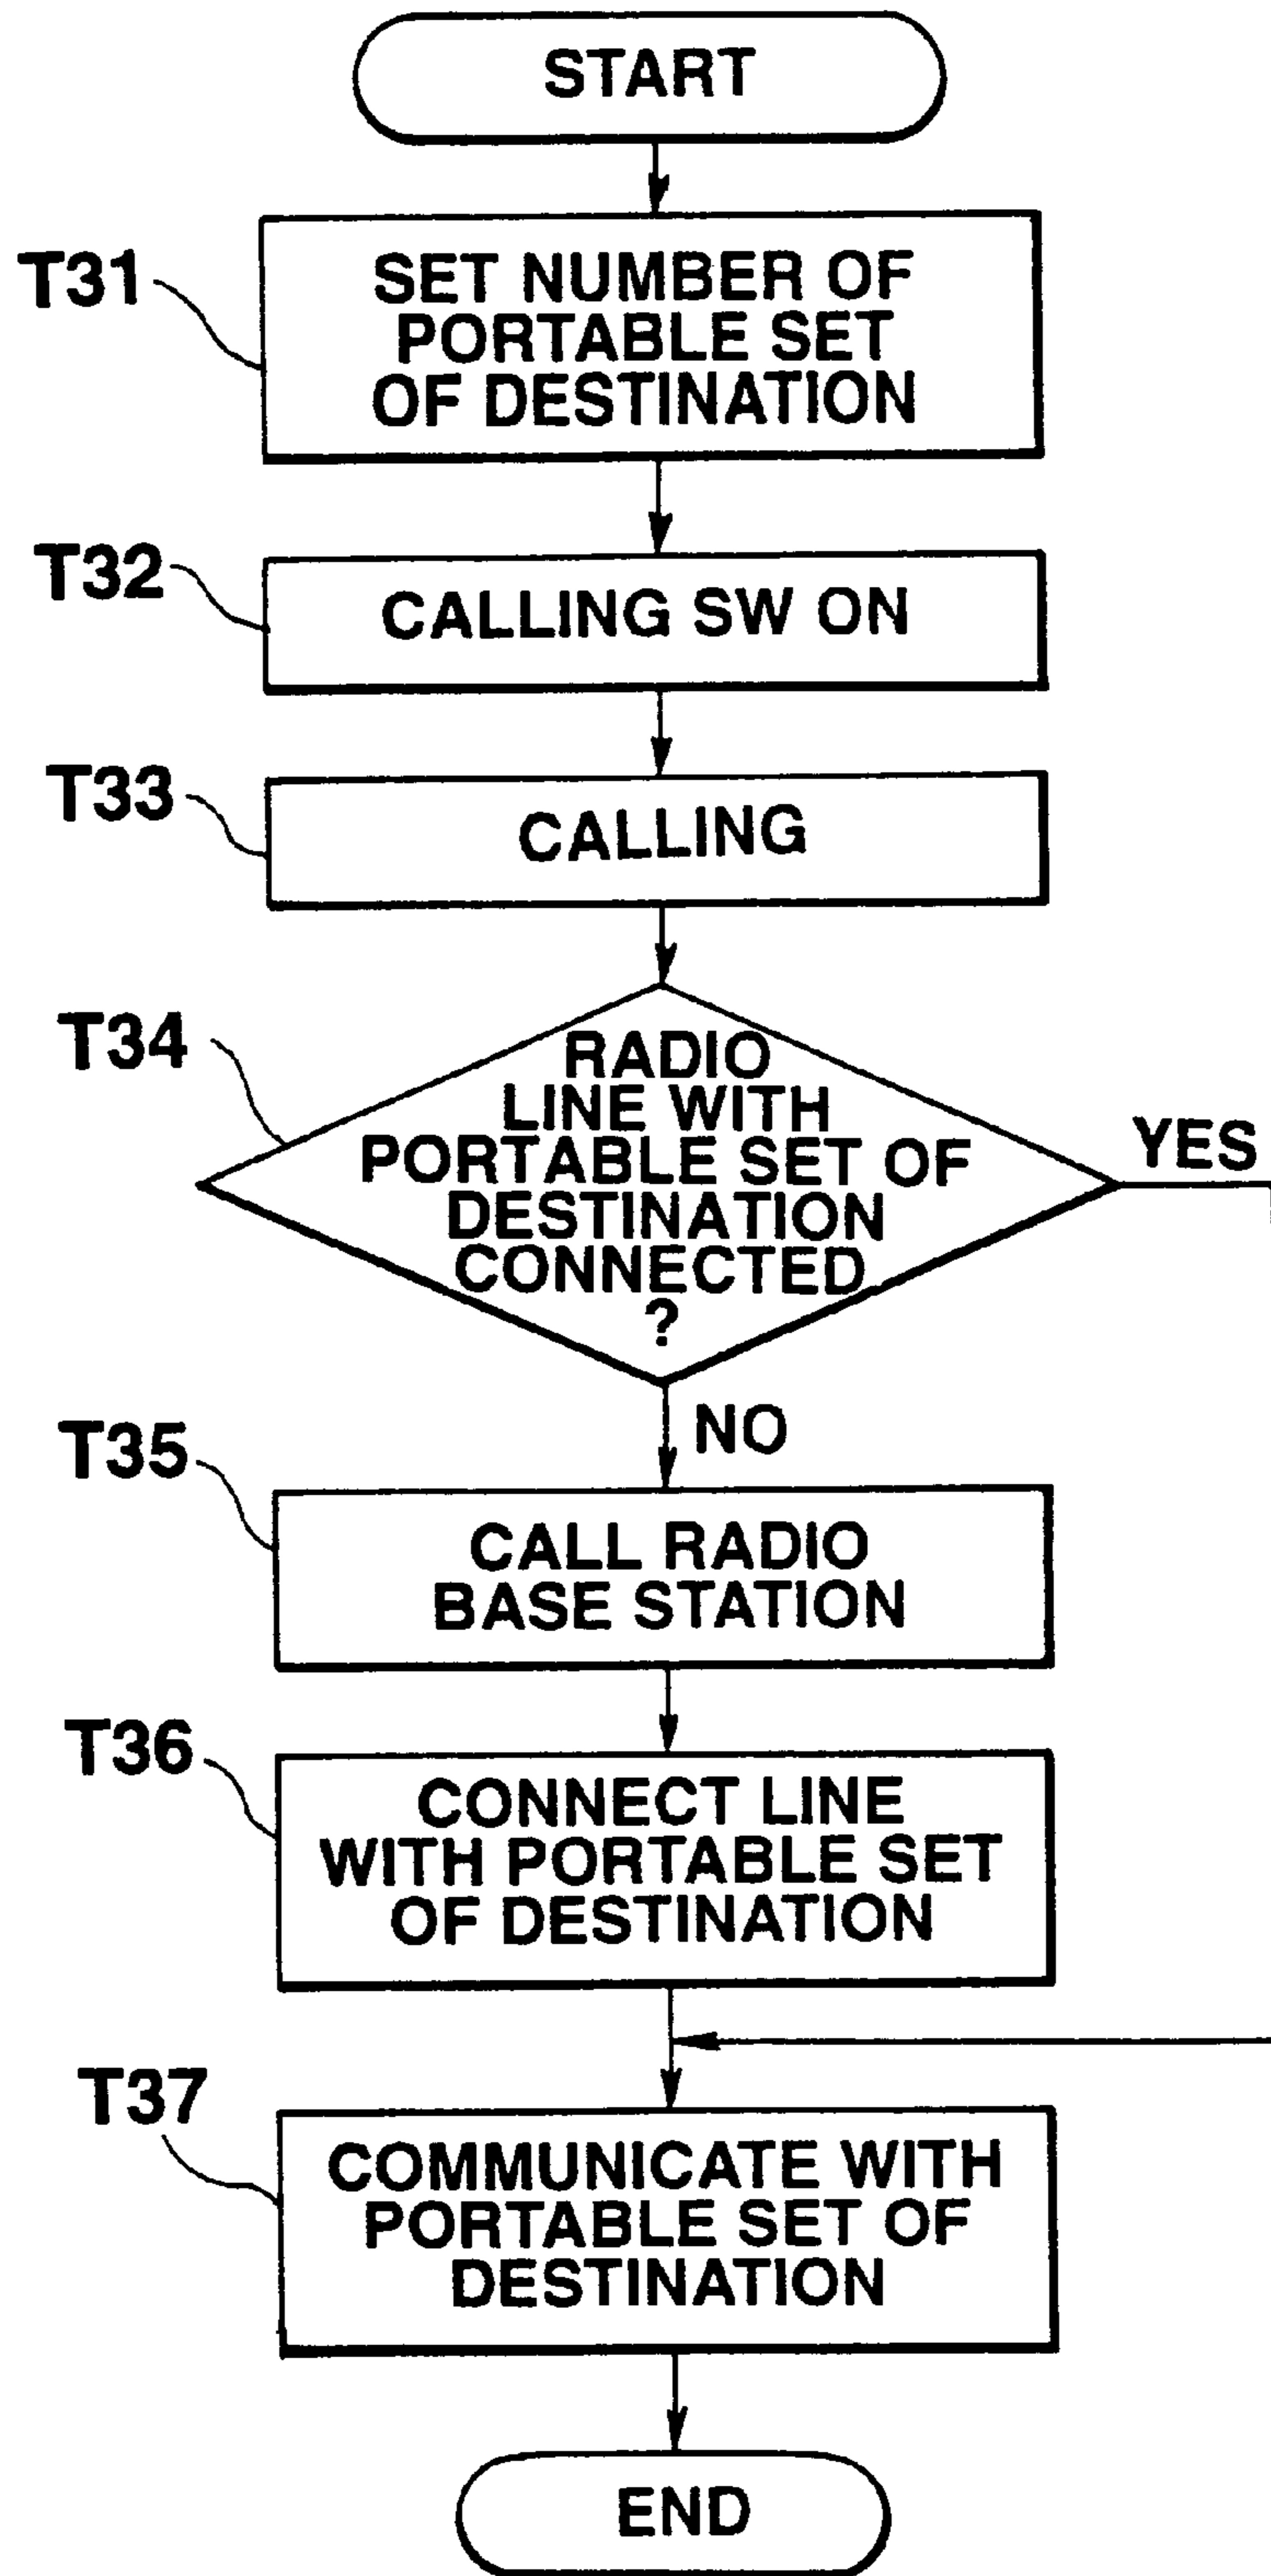 START
T31
SET NUMBER OF
PORTABLE SET
OF DESTINATION
T32
CALLING SW ON
T33
CALLING
T34
RADIO
LINE WITH
PORTABLE SET OF
DESTINATION
CONNECTED
?
YES
NO
T35
CALL RADIO
BASE STATION
T36
CONNECT LINE
WITH PORTABLE SET
OF DESTINATION
T37
COMMUNICATE WITH
PORTABLE SET OF
DESTINATION
END